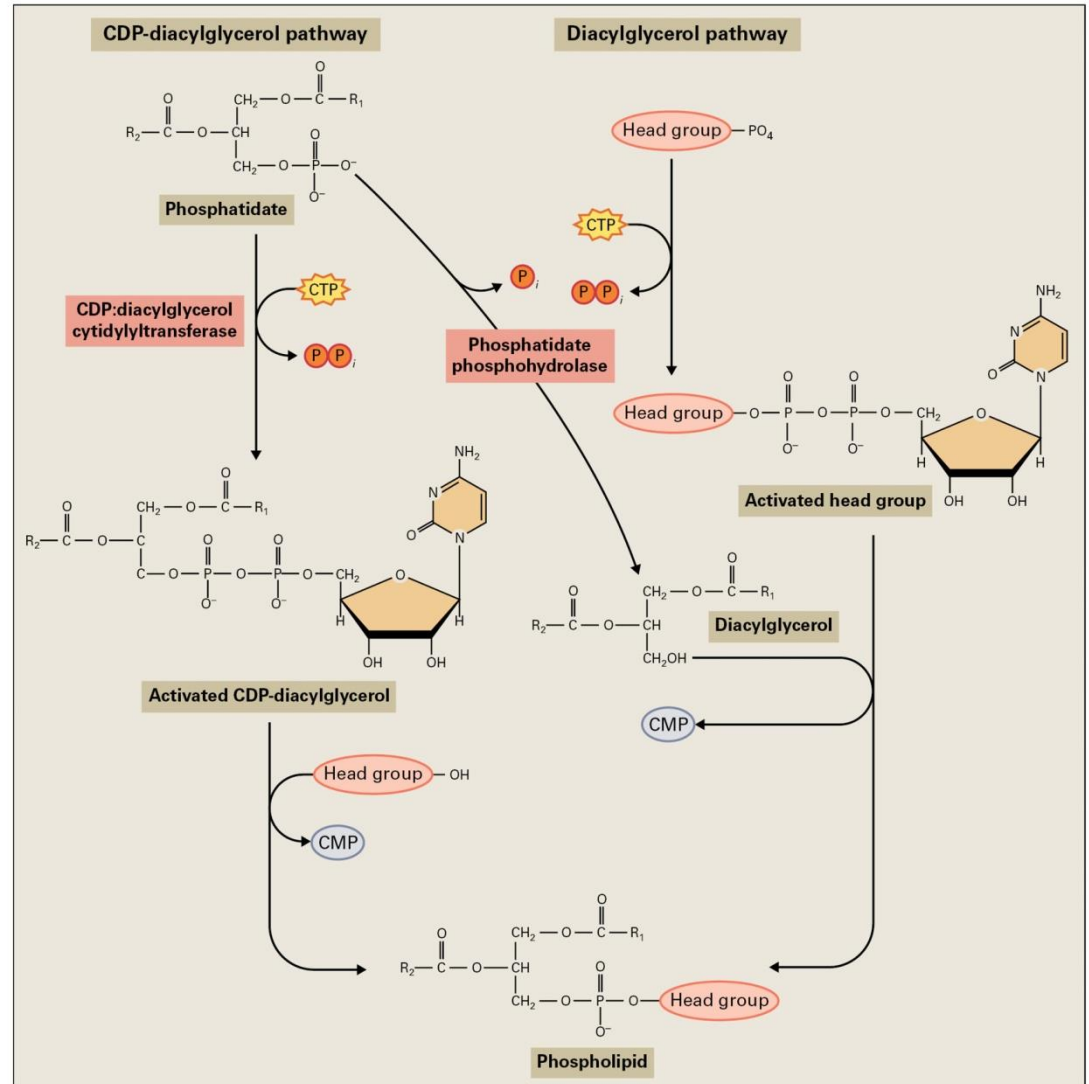 CDP-diacylglycerol pathway
Diacylglycerol pathway
O
O
CH2—O—C—R1
R2—C—O—CH
O
CH2—O—P—O−
O−
Phosphatidate
Head group—PO4
CTP
PPi
Pi
CDP:diacylglycerol
cytidylyltransferase
CTP
PPi
Phosphatidate
phosphohydrolase
NH2
N
O
N
O
O
Head group—O—P—O—P—O—CH2
O
O−
O−
H
H
OH
OH
Activated head group
NH2
N
O
N
O
O
CH2—O—C—R1
R2—C—O—C
O
O
C—O—P—O—P—O—CH2
O
O−
O−
H
H
OH
OH
Activated CDP-diacylglycerol
O
O
CH2—O—C—R1
R2—C—O—CH
CH2OH
Diacylglycerol
CMP
Head group—OH
CMP
O
O
CH2—O—C—R1
R2—C—O—CH
O
CH2—O—P—O—Head group
O−
Phospholipid